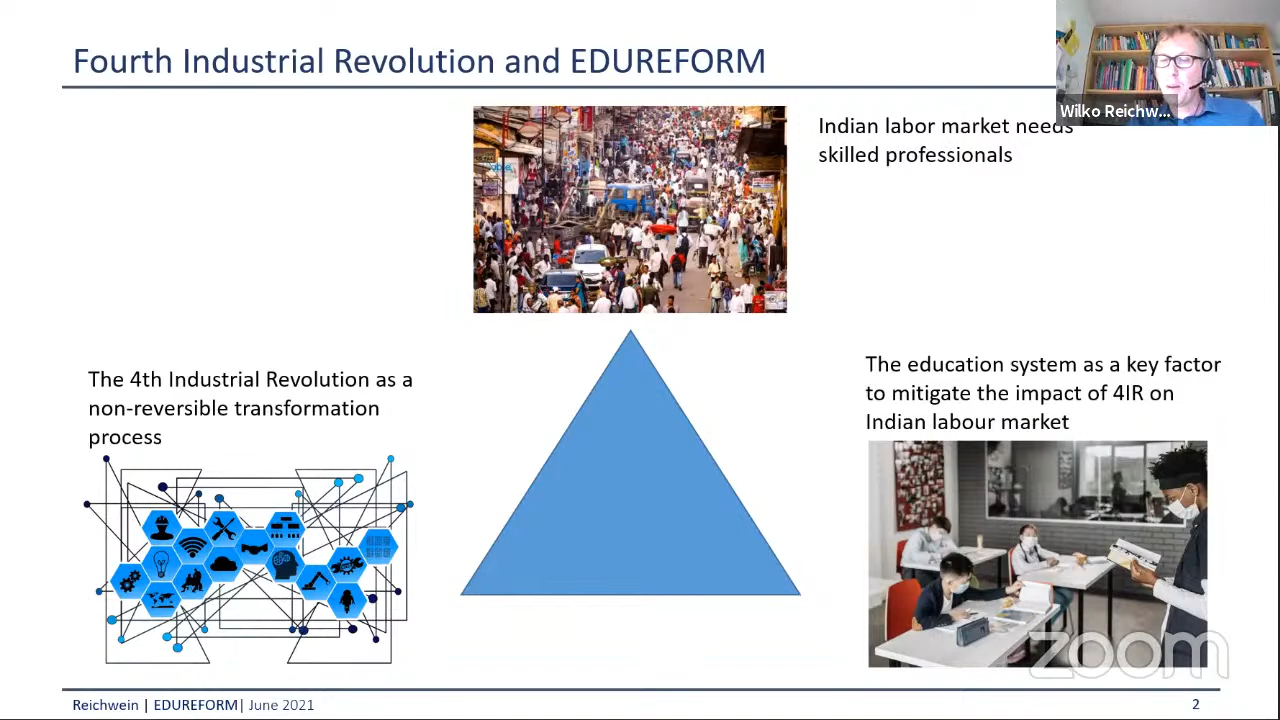 Fourth Industrial Revolution and EDUREFORM
Wilko Reichw...
Indian labor market needs
skilled professionals
The 4th Industrial Revolution as a
non-reversible transformation
process
The education system as a key factor
to mitigate the impact of 4IR on
Indian labour market
zoom
Reichwein | EDUREFORM| June 2021
2